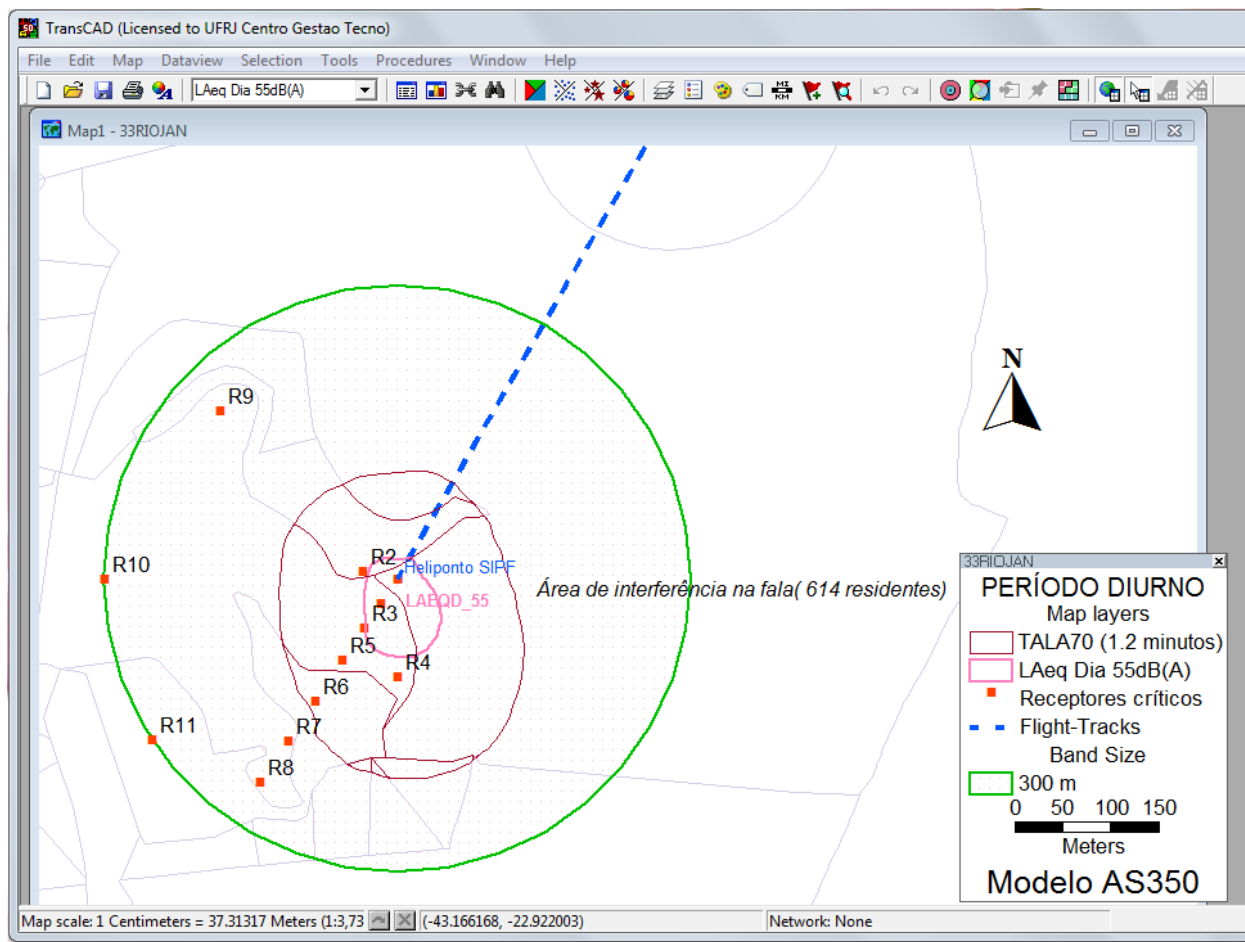 TransCAD (Licensed to UFRJ Centro Gestao Tecno)
File Edit Map Dataview Selection Tools Procedures Window Help
LAeq Dia 55dB(A)
MI
KM
Map1 - 33RIOJAN
R9
N
R10
R2
Heliponto SIPF
LAEQD_55
R3
Área de interferência na fala( 614 residentes)
R5
R4
R6
R11
R7
R8
33RIOJAN
PERÍODO DIURNO
Map layers
TALA70 (1.2 minutos)
LAeq Dia 55dB(A)
Receptores críticos
Flight-Tracks
Band Size
300 m
0 50 100 150
Meters
Modelo AS350
Map scale: 1 Centimeters = 37.31317 Meters (1:3,73 (-43.166168, -22.922003) Network: None